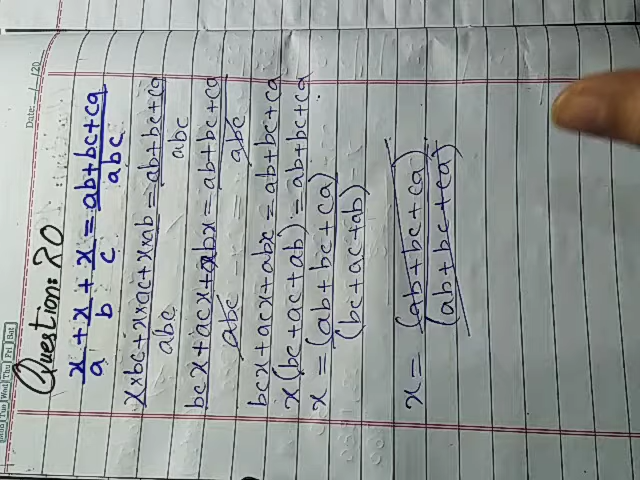 Date: / /20
Sun Tue Wed Thu Fri Sat
Question: 20
x/a + x/b + x/c = ab+bc+ca/abc
x×bc+x×ac+x×ab/abc = ab+bc+ca/abc
bcx+acx+abx/abc = ab+bc+ca/abc
bcx+acx+abx = ab+bc+ca
x(bc+ac+ab) = ab+bc+ca
x = (ab+bc+ca)/(bc+ac+ab)
x = (ab+bc+ca)/(ab+bc+ca)